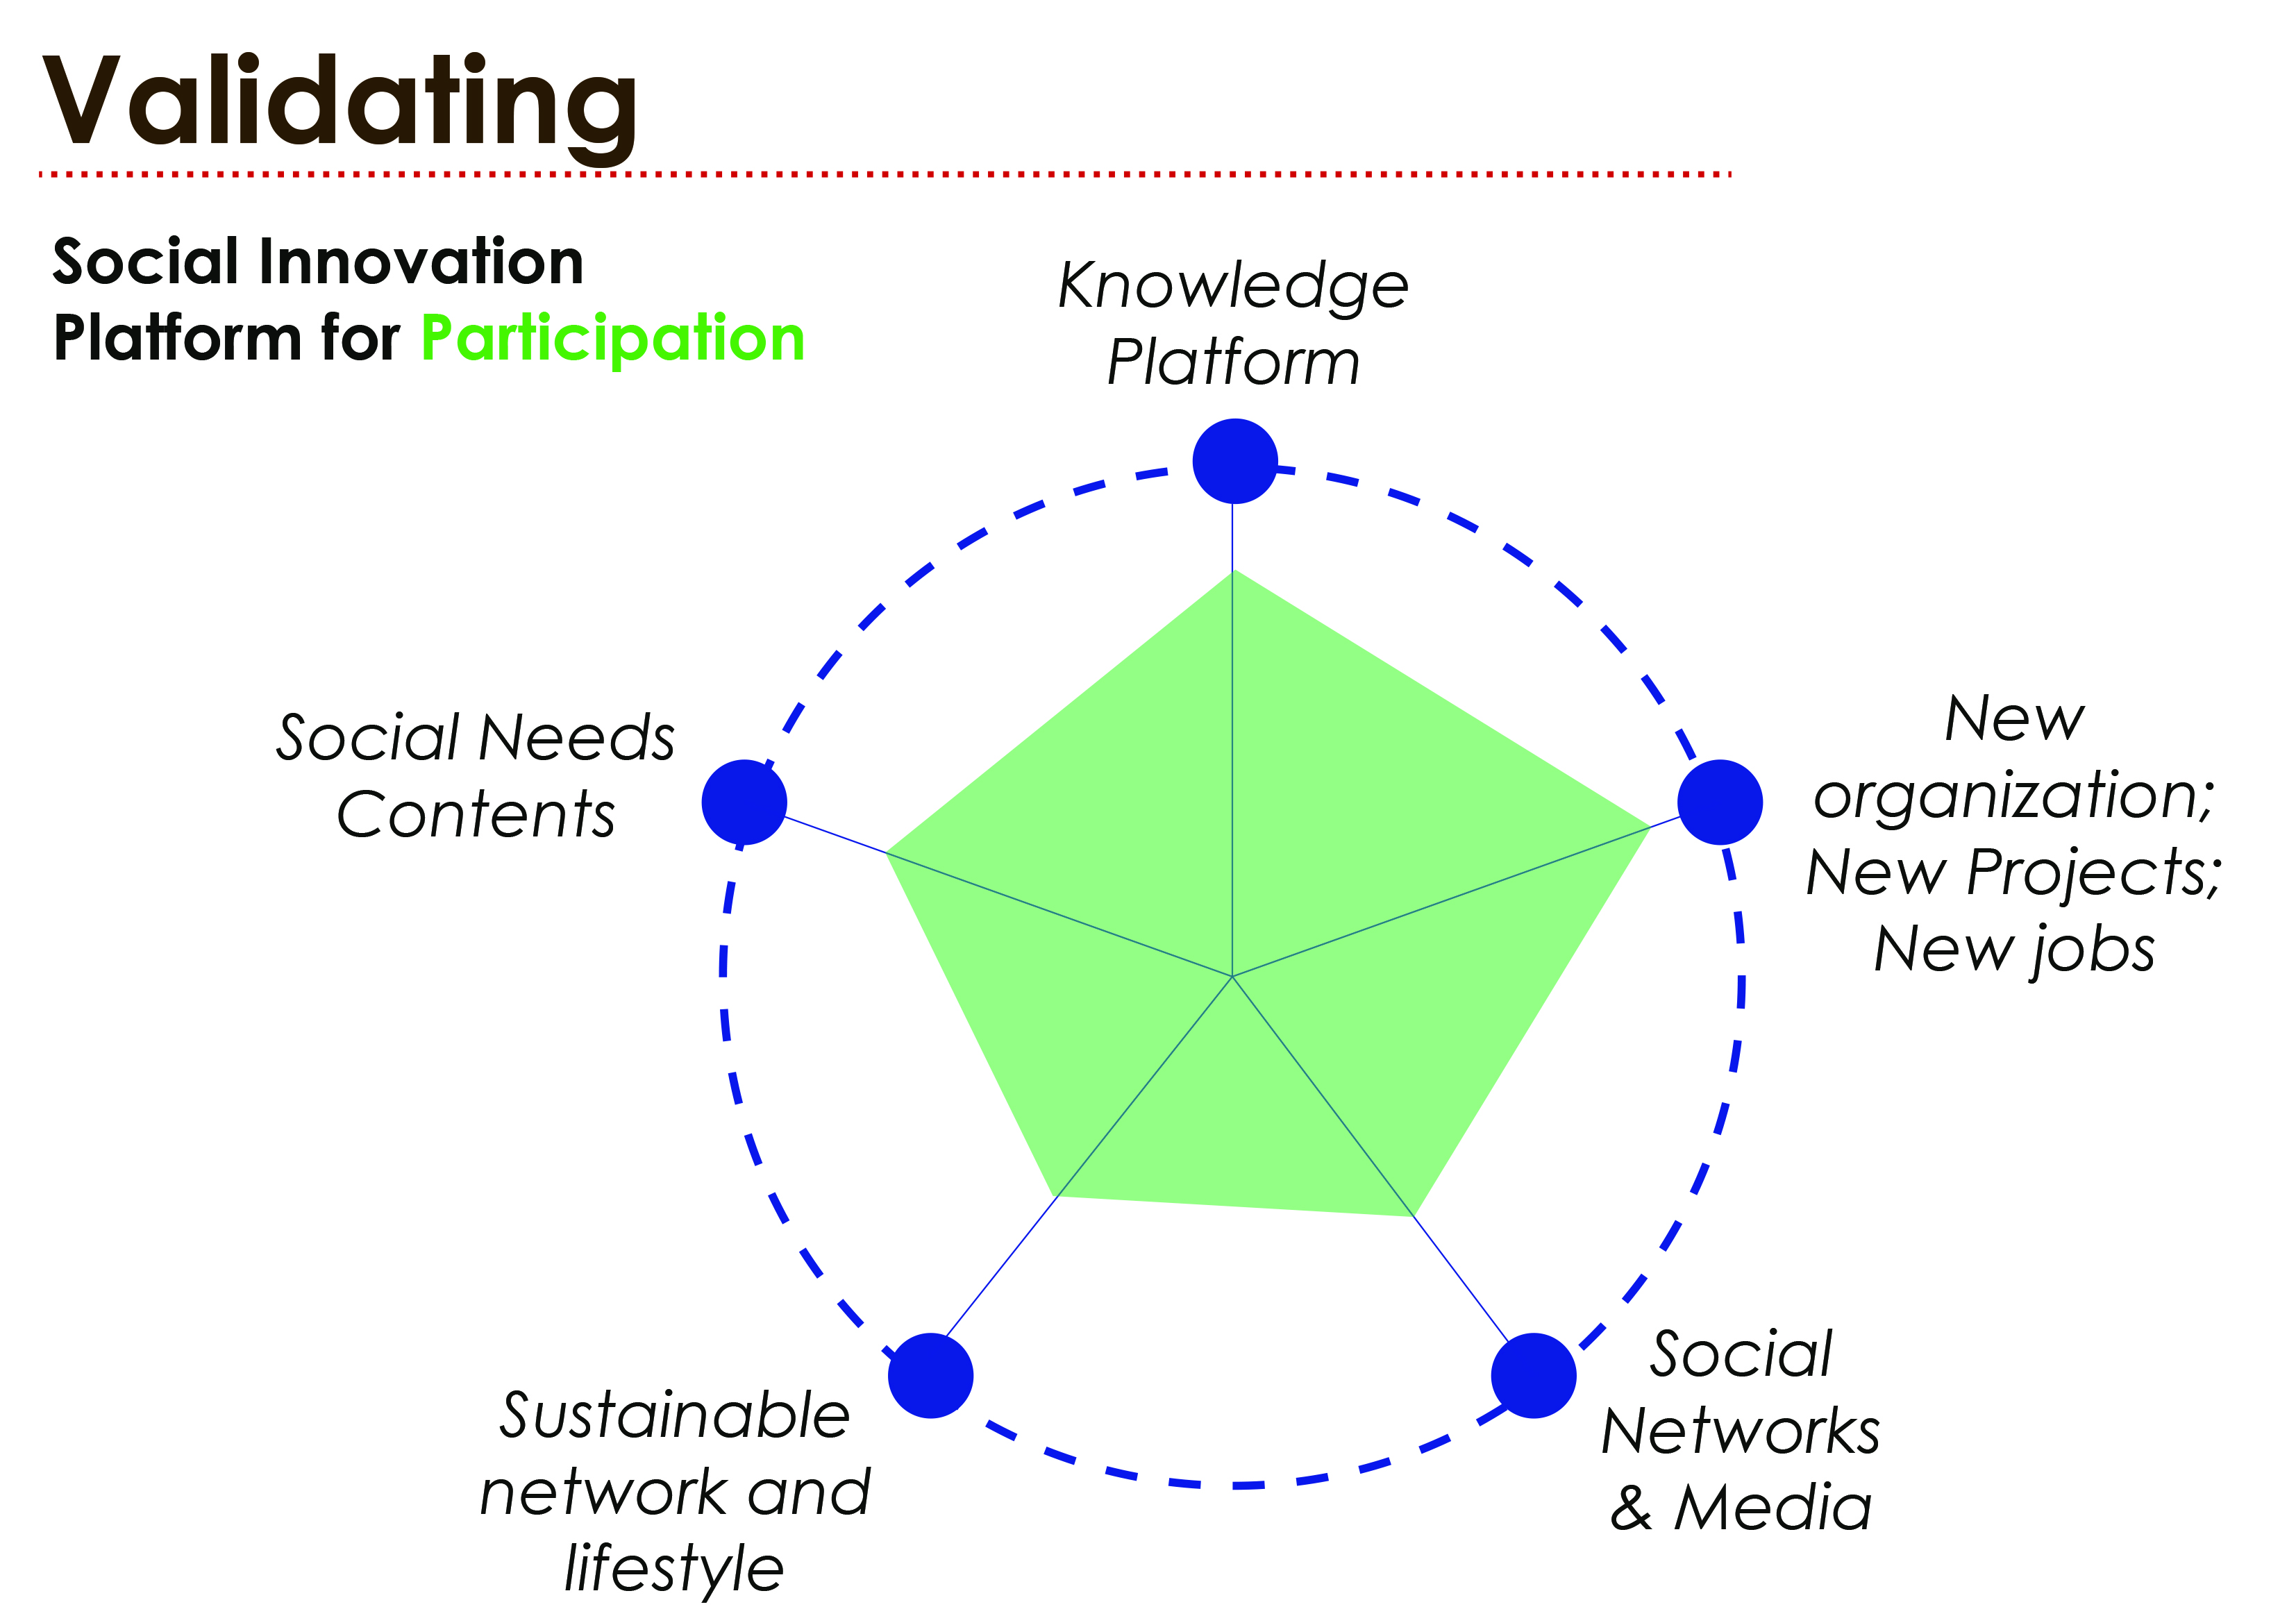 Validating
Social Innovation
Platform for Participation
Knowledge
Platform
Social Needs
Contents
New
organization;
New Projects;
New jobs
Social
Networks
& Media
Sustainable
network and
lifestyle